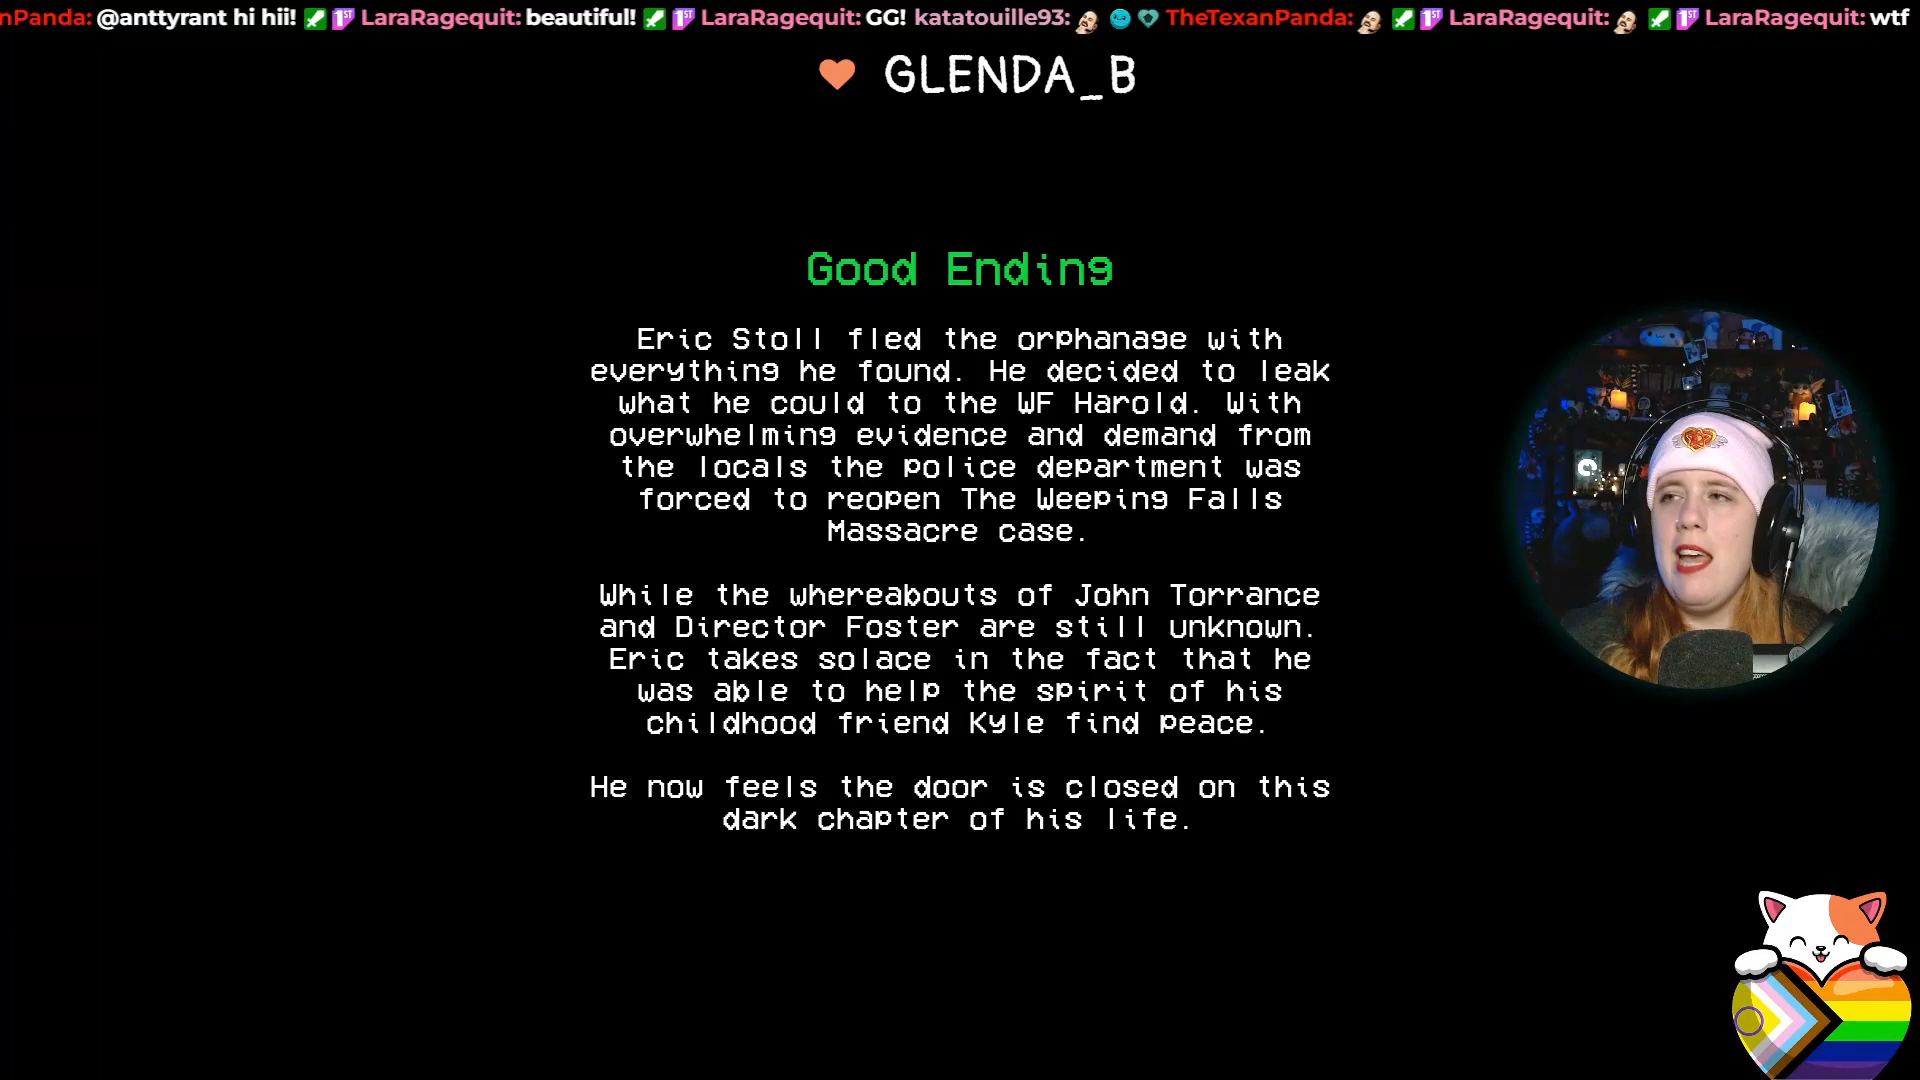 nPanda: @anttyrant hi hii! 1ST LaraRagequit: beautiful! 1ST LaraRagequit: GG! katatouille93: TheTexanPanda: 1ST LaraRagequit: 1ST LaraRagequit: wtf
GLENDA_B
Good Ending
Eric Stoll fled the orphanage with
everything he found. He decided to leak
what he could to the WF Harold. With
overwhelming evidence and demand from
the locals the police department was
forced to reopen The Weeping Falls
Massacre case.
While the whereabouts of John Torrance
and Director Foster are still unknown.
Eric takes solace in the fact that he
was able to help the spirit of his
childhood friend Kyle find peace.
He now feels the door is closed on this
dark chapter of his life.